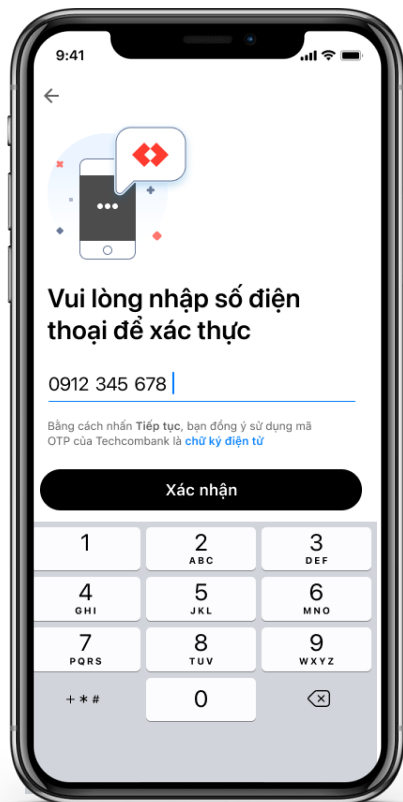 9:41
Vui lòng nhập số điện
thoại để xác thực
0912 345 678
Bằng cách nhấn Tiếp tục, bạn đồng ý sử dụng mã
OTP của Techcombank là chữ ký điện tử
Xác nhận
1
2
ABC
3
DEF
4
GHI
5
JKL
6
MNO
7
PQRS
8
TUV
9
WXYZ
+ * #
0